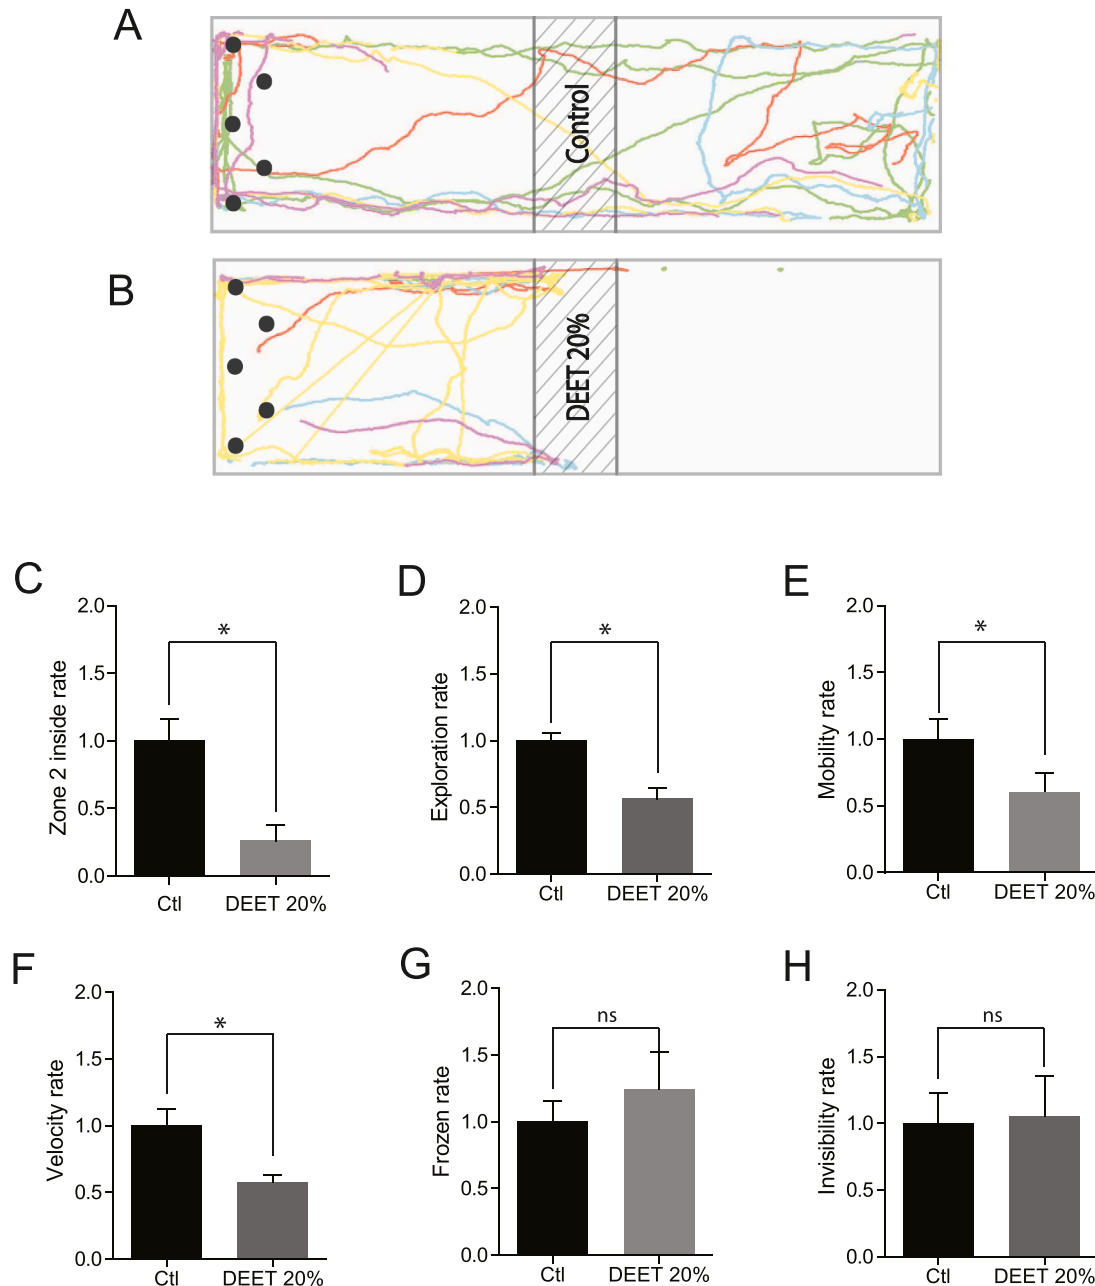 A
Control
B
DEET 20%
C
2.0
1.5
1.0
0.5
0.0
Zone 2 inside rate
*
Ctl
DEET 20%
D
2.0
1.5
1.0
0.5
0.0
Exploration rate
*
Ctl
DEET 20%
E
2.0
1.5
1.0
0.5
0.0
Mobility rate
*
Ctl
DEET 20%
F
2.0
1.5
1.0
0.5
0.0
Velocity rate
*
Ctl
DEET 20%
G
2.0
1.5
1.0
0.5
0.0
Frozen rate
ns
Ctl
DEET 20%
H
2.0
1.5
1.0
0.5
0.0
Invisibility rate
ns
Ctl
DEET 20%